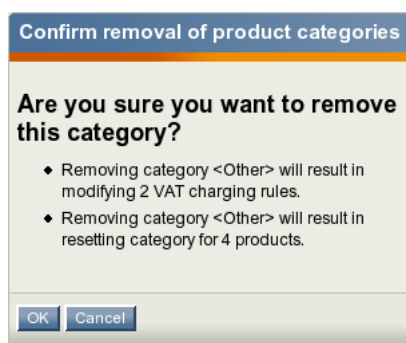 Confirm removal of product categories
Are you sure you want to remove
this category?
Removing category <Other> will result in
modifying 2 VAT charging rules.
Removing category <Other> will result in
resetting category for 4 products.
OK Cancel